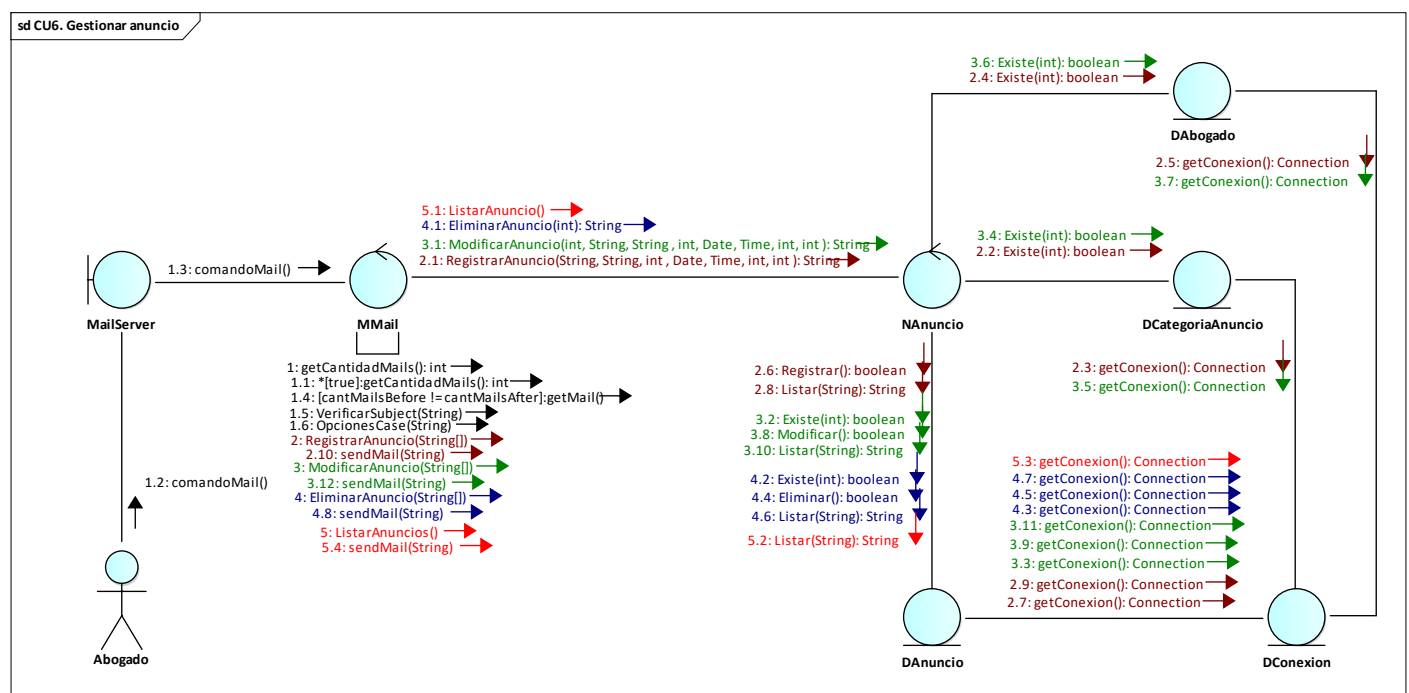 sd CU6. Gestionar anuncio
3.6: Existe(int): boolean
2.4: Existe(int): boolean
DAbogado
2.5: getConexion(): Connection
3.7: getConexion(): Connection
5.1: ListarAnuncio()
4.1: EliminarAnuncio(int): String
3.1: ModificarAnuncio(int, String, String , int, Date, Time, int, int ): String
2.1: RegistrarAnuncio(String, String, int , Date, Time, int, int ): String
3.4: Existe(int): boolean
2.2: Existe(int): boolean
1.3: comandoMail()
MailServer
MMail
NAnuncio
DCategoriaAnuncio
1: getCantidadMails(): int
1.1: *[true]:getCantidadMails(): int
1.4: [cantMailsBefore != cantMailsAfter]:getMail()
1.5: VerificarSubject(String)
1.6: OpcionesCase(String)
2: RegistrarAnuncio(String[])
2.10: sendMail(String)
3: ModificarAnuncio(String[])
3.12: sendMail(String)
4: EliminarAnuncio(String[])
4.8: sendMail(String)
5: ListarAnuncios()
5.4: sendMail(String)
2.6: Registrar(): boolean
2.8: Listar(String): String
3.2: Existe(int): boolean
3.8: Modificar(): boolean
3.10: Listar(String): String
4.2: Existe(int): boolean
4.4: Eliminar(): boolean
4.6: Listar(String): String
5.2: Listar(String): String
2.3: getConexion(): Connection
3.5: getConexion(): Connection
5.3: getConexion(): Connection
4.7: getConexion(): Connection
4.5: getConexion(): Connection
4.3: getConexion(): Connection
3.11: getConexion(): Connection
3.9: getConexion(): Connection
3.3: getConexion(): Connection
2.9: getConexion(): Connection
2.7: getConexion(): Connection
1.2: comandoMail()
Abogado
DAnuncio
DConexion